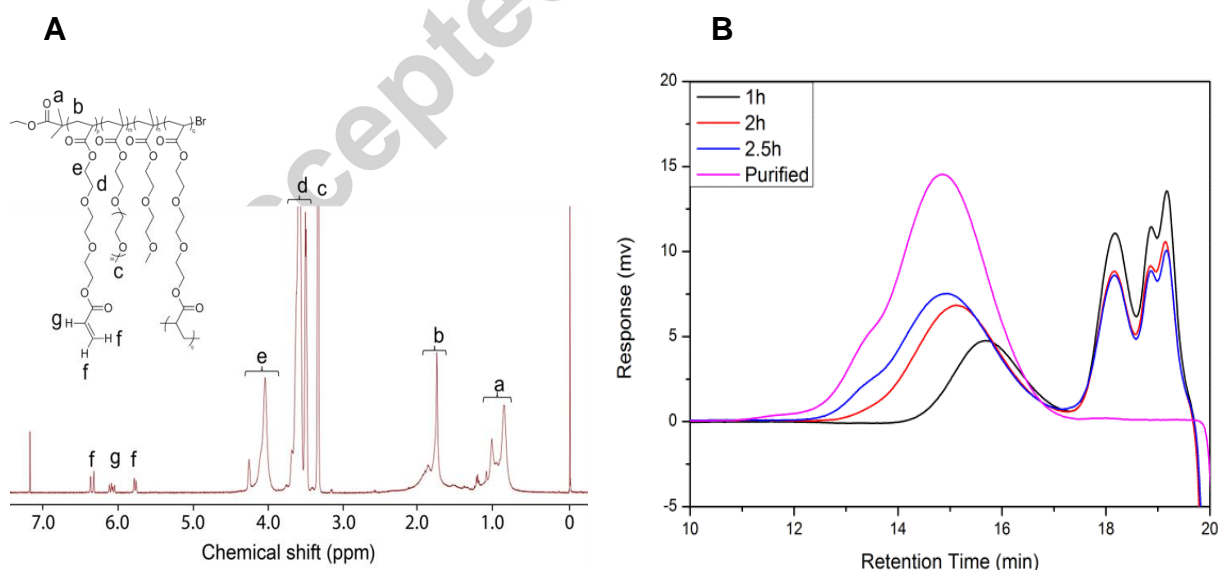 A
B
ccepted
a
b
O
O
Br
O
O
O
O
O
O
O
O
e
d
O
O
O
O
O
O
O
O
O
c
O
O
O
O
O
O
g
H
H
f
H
f
f
g
f
e
d
c
b
a
7.0 6.0 5.0 4.0 3.0 2.0 1.0 0
Chemical shift (ppm)
20
15
10
5
0
-5
Response (mv)
1h
2h
2.5h
Purified
10 12 14 16 18 20
Retention Time (min)